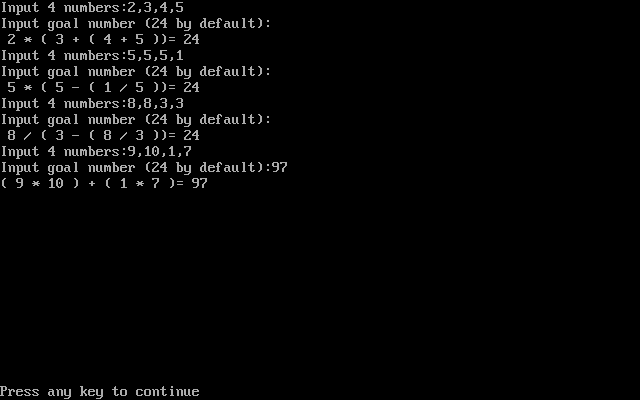 Input 4 numbers:2,3,4,5
Input goal number (24 by default):
 2 * ( 3 + ( 4 + 5 ))= 24
Input 4 numbers:5,5,5,1
Input goal number (24 by default):
 5 * ( 5 - ( 1 / 5 ))= 24
Input 4 numbers:8,8,3,3
Input goal number (24 by default):
 8 / ( 3 - ( 8 / 3 ))= 24
Input 4 numbers:9,10,1,7
Input goal number (24 by default):97
( 9 * 10 ) + ( 1 * 7 )= 97
Press any key to continue